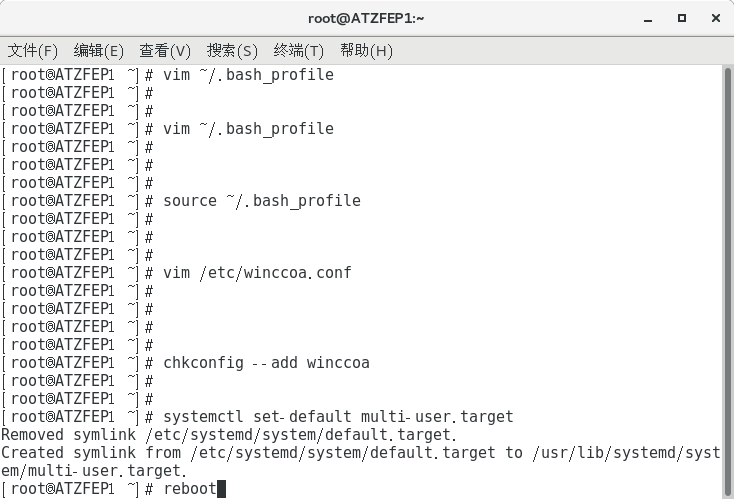 root@ATZFEP1:~
文件(F) 编辑(E) 查看(V) 搜索(S) 终端(T) 帮助(H)
[root@ATZFEP1 ~]# vim ~/.bash_profile
[root@ATZFEP1 ~]#
[root@ATZFEP1 ~]#
[root@ATZFEP1 ~]# vim ~/.bash_profile
[root@ATZFEP1 ~]#
[root@ATZFEP1 ~]#
[root@ATZFEP1 ~]#
[root@ATZFEP1 ~]# source ~/.bash_profile
[root@ATZFEP1 ~]#
[root@ATZFEP1 ~]#
[root@ATZFEP1 ~]#
[root@ATZFEP1 ~]# vim /etc/winccoa.conf
[root@ATZFEP1 ~]#
[root@ATZFEP1 ~]#
[root@ATZFEP1 ~]#
[root@ATZFEP1 ~]#
[root@ATZFEP1 ~]# chkconfig --add winccoa
[root@ATZFEP1 ~]#
[root@ATZFEP1 ~]#
[root@ATZFEP1 ~]# systemctl set-default multi-user.target
Removed symlink /etc/systemd/system/default.target.
Created symlink from /etc/systemd/system/default.target to /usr/lib/systemd/syst
em/multi-user.target.
[root@ATZFEP1 ~]# reboot